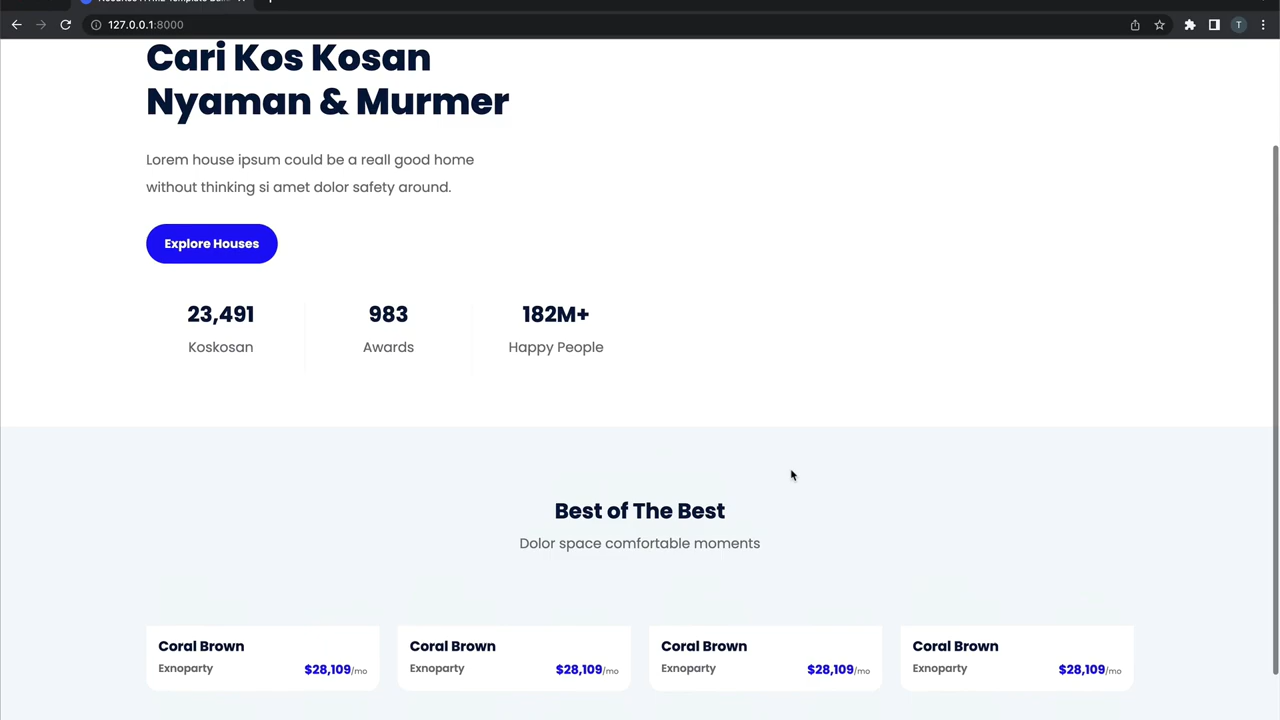 127.0.0.1:8000
T
Cari Kos Kosan
Nyaman & Murmer
Lorem house ipsum could be a reall good home
without thinking si amet dolor safety around.
Explore Houses
23,491 983 182M+
Koskosan Awards Happy People
Best of The Best
Dolor space comfortable moments
Coral Brown Coral Brown Coral Brown Coral Brown
Exnoparty $28,109/mo Exnoparty $28,109/mo Exnoparty $28,109/mo Exnoparty $28,109/mo